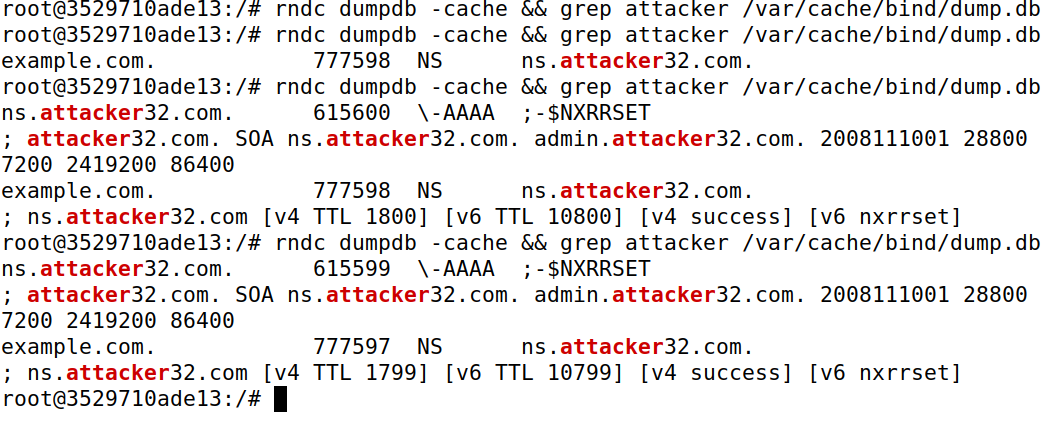 root@3529710ade13:/# rndc dumpdb -cache && grep attacker /var/cache/bind/dump.db
root@3529710ade13:/# rndc dumpdb -cache && grep attacker /var/cache/bind/dump.db
example.com.            777598  NS      ns.attacker32.com.
root@3529710ade13:/# rndc dumpdb -cache && grep attacker /var/cache/bind/dump.db
ns.attacker32.com.      615600  \-AAAA  ;-$NXRRSET
; attacker32.com. SOA ns.attacker32.com. admin.attacker32.com. 2008111001 28800
7200 2419200 86400
example.com.            777598  NS      ns.attacker32.com.
; ns.attacker32.com [v4 TTL 1800] [v6 TTL 10800] [v4 success] [v6 nxrrset]
root@3529710ade13:/# rndc dumpdb -cache && grep attacker /var/cache/bind/dump.db
ns.attacker32.com.      615599  \-AAAA  ;-$NXRRSET
; attacker32.com. SOA ns.attacker32.com. admin.attacker32.com. 2008111001 28800
7200 2419200 86400
example.com.            777597  NS      ns.attacker32.com.
; ns.attacker32.com [v4 TTL 1799] [v6 TTL 10799] [v4 success] [v6 nxrrset]
root@3529710ade13:/#